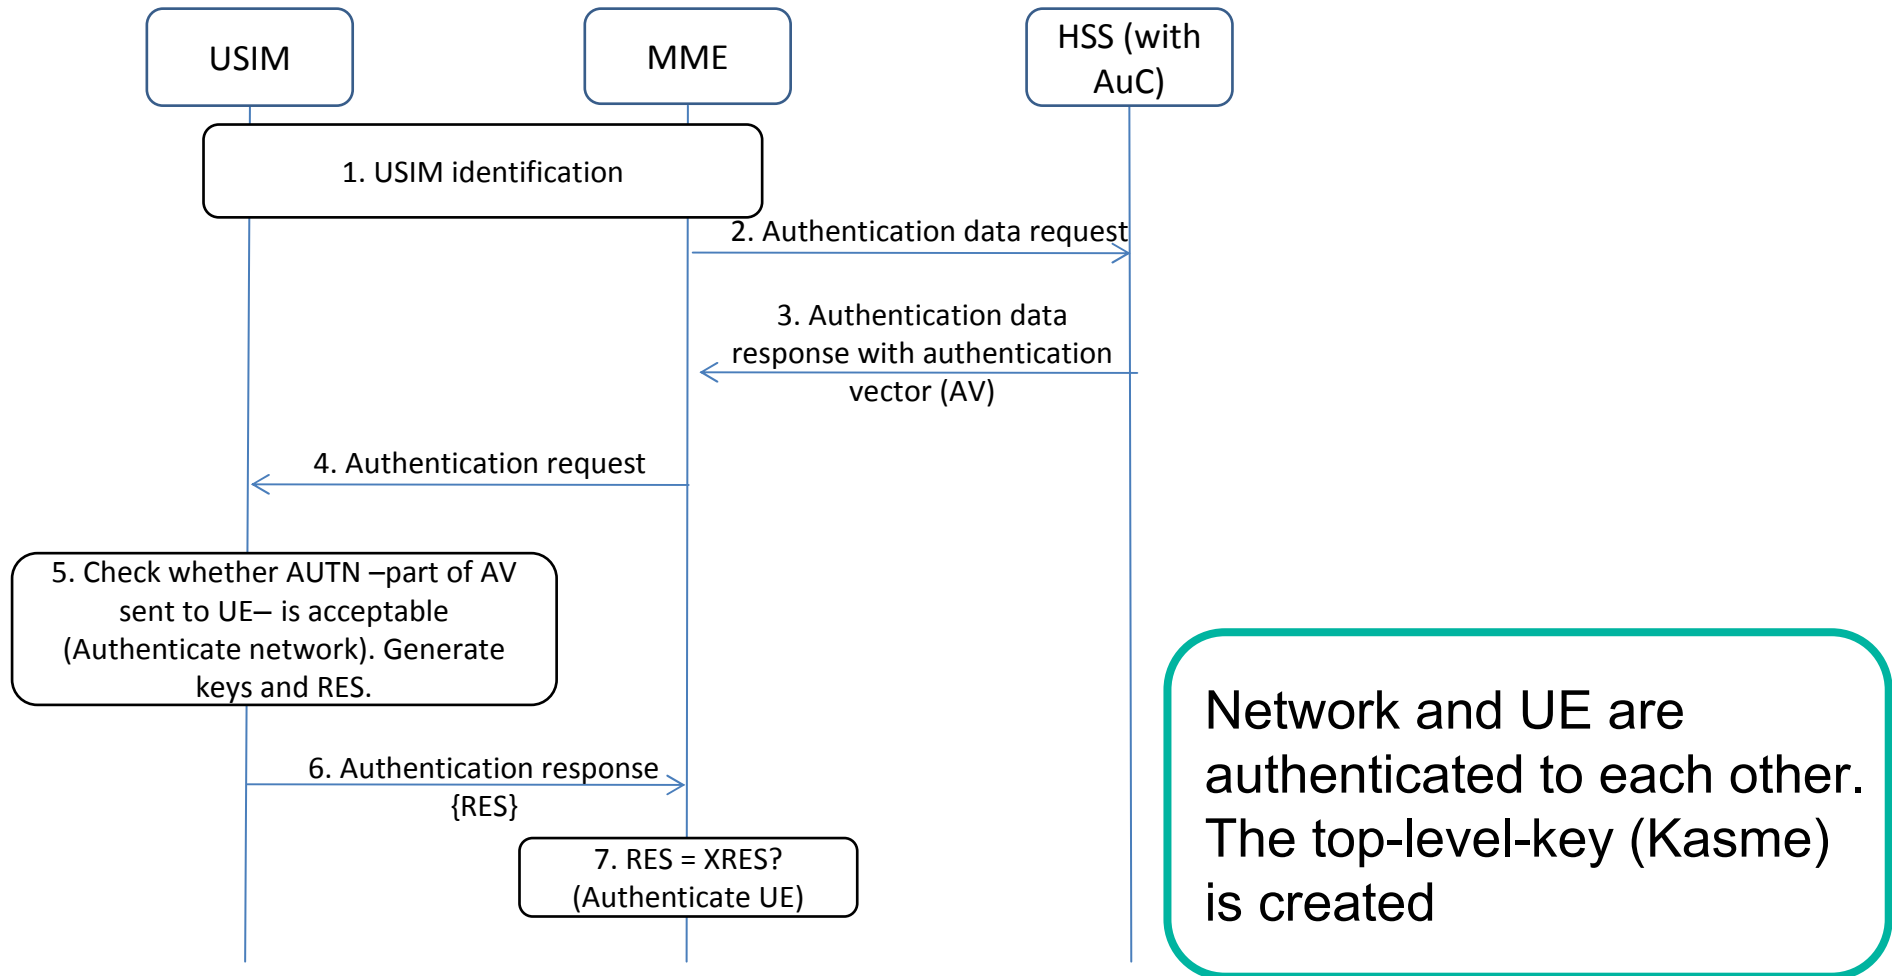 USIM
MME
HSS (with
AuC)
1. USIM identification
2. Authentication data request
3. Authentication data
response with authentication
vector (AV)
4. Authentication request
5. Check whether AUTN –part of AV
sent to UE– is acceptable
(Authenticate network). Generate
keys and RES.
6. Authentication response
{RES}
7. RES = XRES?
(Authenticate UE)
Network and UE are
authenticated to each other.
The top-level-key (Kasme)
is created